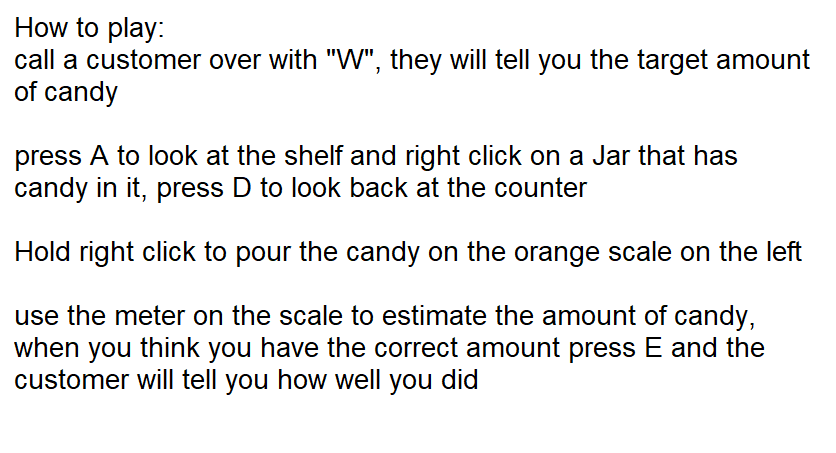 How to play:
call a customer over with "W", they will tell you the target amount
of candy
press A to look at the shelf and right click on a Jar that has
candy in it, press D to look back at the counter
Hold right click to pour the candy on the orange scale on the left
use the meter on the scale to estimate the amount of candy,
when you think you have the correct amount press E and the
customer will tell you how well you did